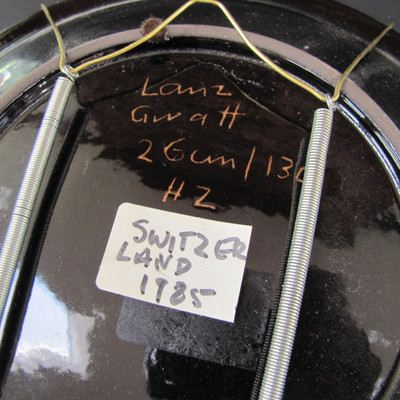 Lanz
Gwatt
26cm/13
HZ
SWITZER
LAND
1985